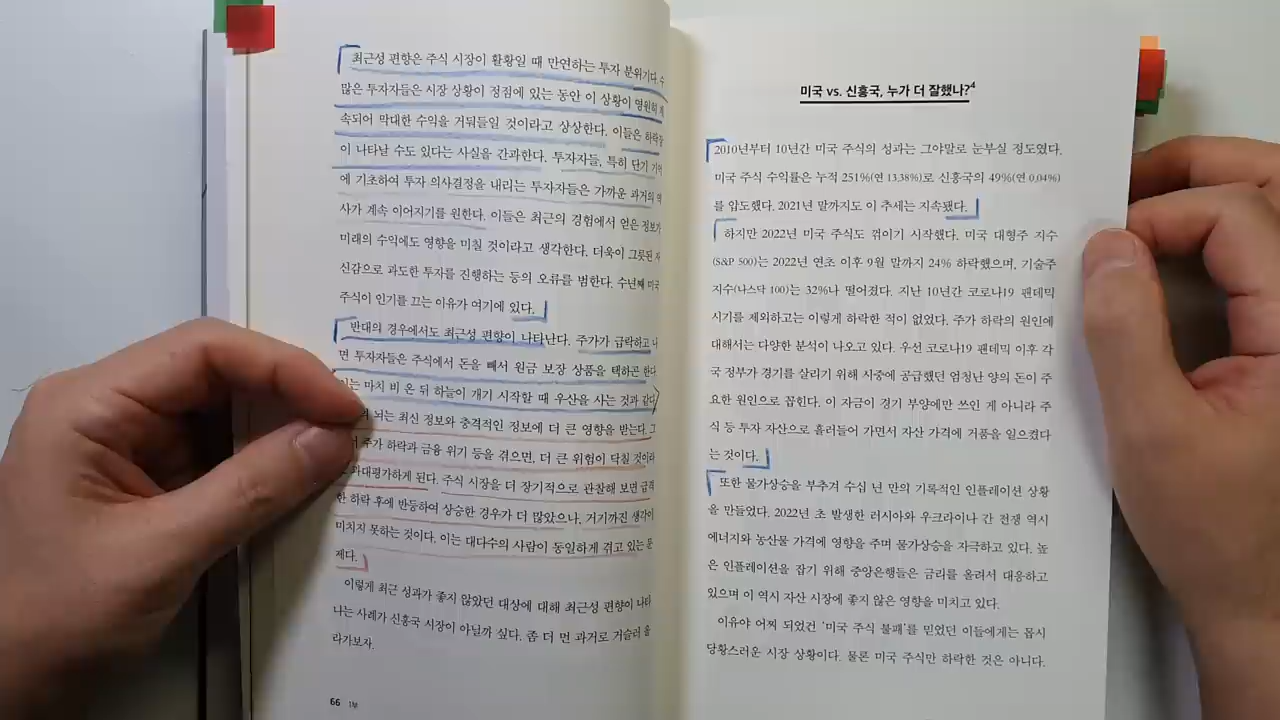 최근성 편향은 주식 시장이 활황일 때 만연하는 투자 분위기다. 수
많은 투자자들은 시장 상황이 정점에 있는 동안 이 상황이 영원히
속되어 막대한 수익을 거둬들일 것이라고 상상한다. 이들은 하락장
이 나타날 수도 있다는 사실을 간과한다. 투자자들, 특히 단기 기억
에 기초하여 투자 의사결정을 내리는 투자자들은 가까운 과거의 역
사가 계속 이어지기를 원한다. 이들은 최근의 경험에서 얻은 정보가
미래의 수익에도 영향을 미칠 것이라고 생각한다. 더욱이 그릇된 자
신감으로 과도한 투자를 진행하는 등의 오류를 범한다. 수년째 미국
주식이 인기를 끄는 이유가 여기에 있다.
반대의 경우에서도 최근성 편향이 나타난다. 주가가 급락하고 나
면 투자자들은 주식에서 돈을 빼서 원금 보장 상품을 택하곤 한다.
이는 마치 비 온 뒤 하늘이 개기 시작할 때 우산을 사는 것과 같다.
뇌는 최신 정보와 충격적인 정보에 더 큰 영향을 받는다. 그
주가 하락과 금융 위기 등을 겪으면, 더 큰 위험이 닥칠 것이라
과대평가하게 된다. 주식 시장을 더 장기적으로 관찰해 보면 급격
한 하락 후에 반등하여 상승한 경우가 더 많았으나, 거기까진 생각이
미치지 못하는 것이다. 이는 대다수의 사람이 동일하게 겪고 있는 문
제다.
이렇게 최근 성과가 좋지 않았던 대상에 대해 최근성 편향이 나타
나는 사례가 신흥국 시장이 아닐까 싶다. 좀 더 먼 과거로 거슬러 올
라가보자.
66 1부
미국 vs. 신흥국, 누가 더 잘했나?4
2010년부터 10년간 미국 주식의 성과는 그야말로 눈부실 정도였다.
미국 주식 수익률은 누적 251%(연 13.38%)로 신흥국의 49%(연 0.04%)
를 압도했다. 2021년 말까지도 이 추세는 지속됐다.
하지만 2022년 미국 주식도 꺾이기 시작했다. 미국 대형주 지수
(S&P 500)는 2022년 연초 이후 9월 말까지 24% 하락했으며, 기술주
지수(나스닥 100)는 32%나 떨어졌다. 지난 10년간 코로나19 팬데믹
시기를 제외하고는 이렇게 하락한 적이 없었다. 주가 하락의 원인에
대해서는 다양한 분석이 나오고 있다. 우선 코로나19 팬데믹 이후 각
국 정부가 경기를 살리기 위해 시중에 공급했던 엄청난 양의 돈이 주
요한 원인으로 꼽힌다. 이 자금이 경기 부양에만 쓰인 게 아니라 주
식 등 투자 자산으로 흘러들어 가면서 자산 가격에 거품을 일으켰다
는 것이다.
또한 물가상승을 부추겨 수십 년 만의 기록적인 인플레이션 상황
을 만들었다. 2022년 초 발생한 러시아와 우크라이나 간 전쟁 역시
에너지와 농산물 가격에 영향을 주며 물가상승을 자극하고 있다. 높
은 인플레이션을 잡기 위해 중앙은행들은 금리를 올려서 대응하고
있으며 이 역시 자산 시장에 좋지 않은 영향을 미치고 있다.
이유야 어찌 되었건 '미국 주식 불패'를 믿었던 이들에게는 몹시
당황스러운 시장 상황이다. 물론 미국 주식만 하락한 것은 아니다.